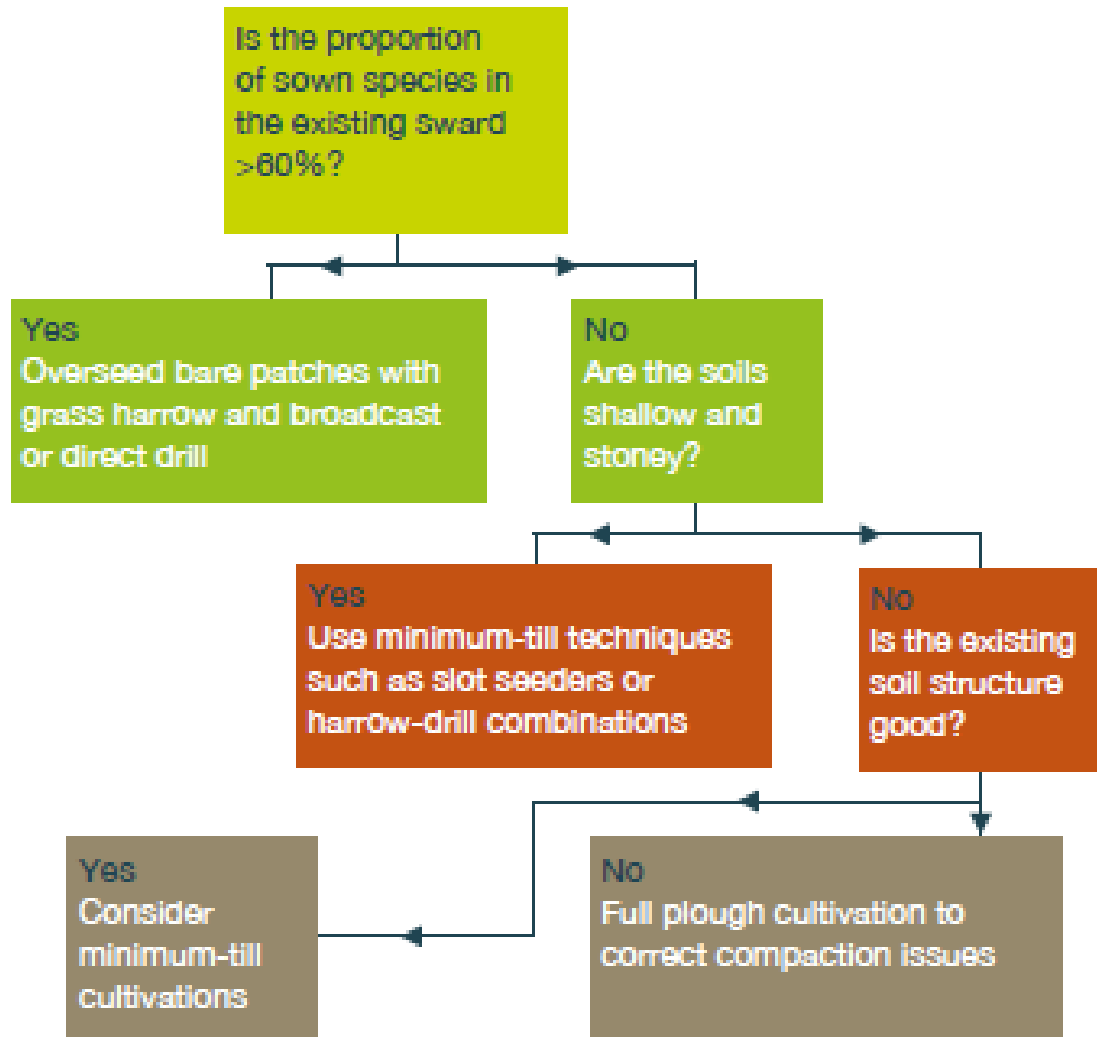 Is the proportion
of sown species in
the existing sward
>60%?
Yes
Overseed bare patches with
grass harrow and broadcast
or direct drill
No
Are the soils
shallow and
stoney?
Yes
Use minimum-till techniques
such as slot seeders or
harrow-drill combinations
No
Is the existing
soil structure
good?
Yes
Consider
minimum-till
cultivations
No
Full plough cultivation to
correct compaction issues